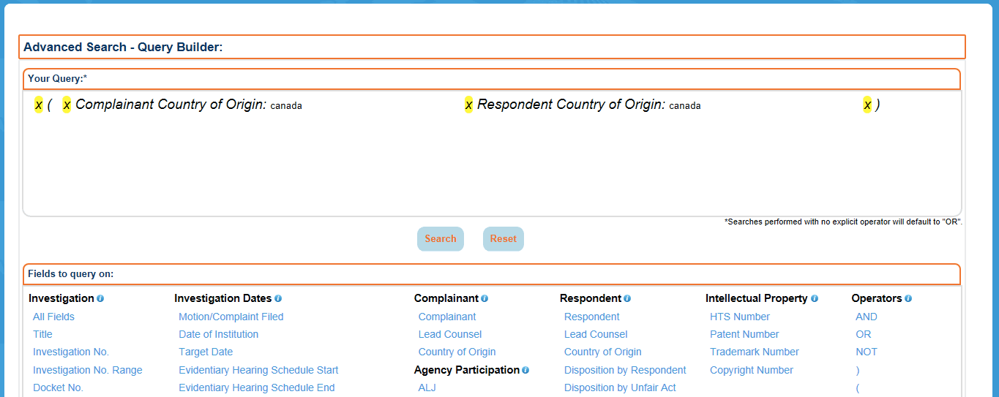 Advanced Search - Query Builder:
Your Query:*
x ( x Complainant Country of Origin: canada x Respondent Country of Origin: canada x )
*Searches performed with no explicit operator will default to "OR".
Search Reset
Fields to query on:
Investigation Investigation Dates Complainant Respondent Intellectual Property Operators
All Fields Motion/Complaint Filed Complainant Respondent HTS Number AND
Title Date of Institution Lead Counsel Lead Counsel Patent Number OR
Investigation No. Target Date Country of Origin Country of Origin Trademark Number NOT
Investigation No. Range Evidentiary Hearing Schedule Start Agency Participation Disposition by Respondent Copyright Number )
Docket No. Evidentiary Hearing Schedule End ALJ Disposition by Unfair Act (